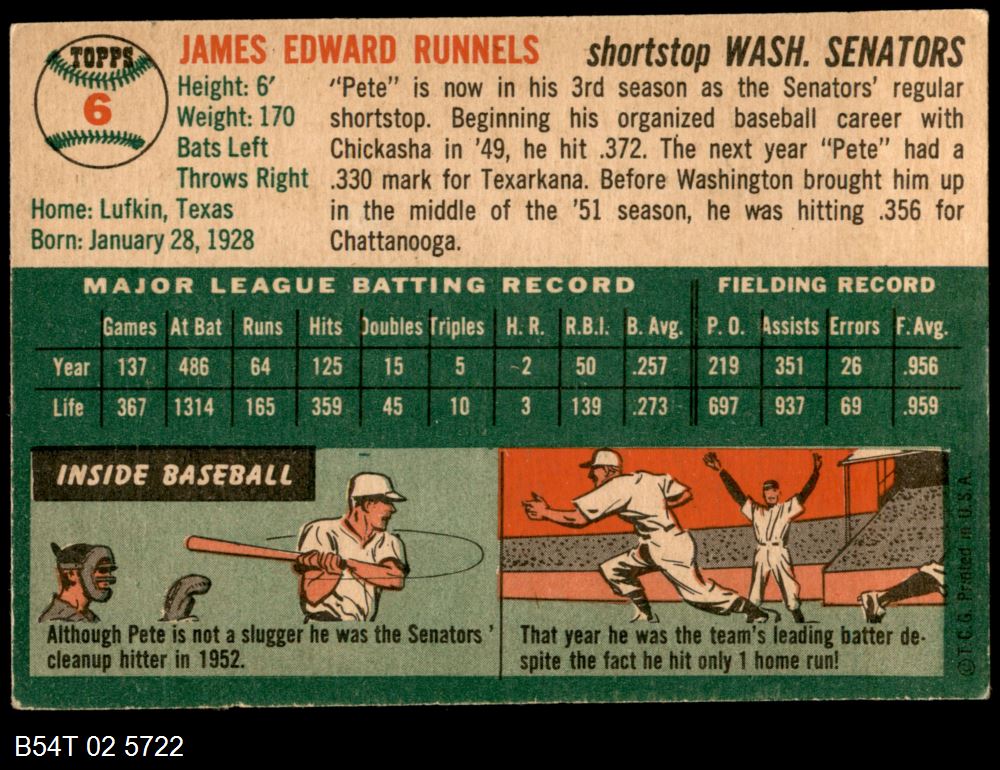 TOPPS
6
JAMES EDWARD RUNNELS
shortstop WASH. SENATORS
Height: 6'
Weight: 170
Bats Left
Throws Right
Home: Lufkin, Texas
Born: January 28, 1928
"Pete" is now in his 3rd season as the Senators' regular
shortstop. Beginning his organized baseball career with
Chickasha in '49, he hit .372. The next year "Pete" had a
.330 mark for Texarkana. Before Washington brought him up
in the middle of the '51 season, he was hitting .356 for
Chattanooga.
MAJOR LEAGUE BATTING RECORD FIELDING RECORD
Games At Bat Runs Hits Doubles Triples H. R. R.B.I. B. Avg. P. O. Assists Errors F. Avg.
Year 137 486 64 125 15 5 2 50 .257 219 351 26 .956
Life 367 1314 165 359 45 10 3 139 .273 697 937 69 .959
INSIDE BASEBALL
Although Pete is not a slugger he was the Senators'
cleanup hitter in 1952.
That year he was the team's leading batter de-
spite the fact he hit only 1 home run!
© T.C.G. Printed in U.S.A.
B54T 02 5722